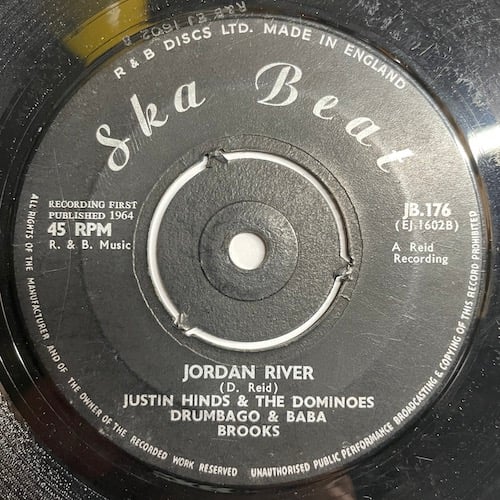 R&B EJ 1602 B
R & B DISCS LTD. MADE IN ENGLAND
Ska Beat
RECORDING FIRST
PUBLISHED 1964
45 RPM
R. & B. Music
JB.176
(EJ.1602B)
A Reid
Recording
JORDAN RIVER
(D. Reid)
JUSTIN HINDS & THE DOMINOES
DRUMBAGO & BABA
BROOKS
ALL RIGHTS OF THE MANUFACTURER AND OF THE OWNER OF THE RECORDED WORK RESERVED UNAUTHORISED PUBLIC PERFORMANCE BROADCASTING & COPYING OF THIS RECORD PROHIBITED